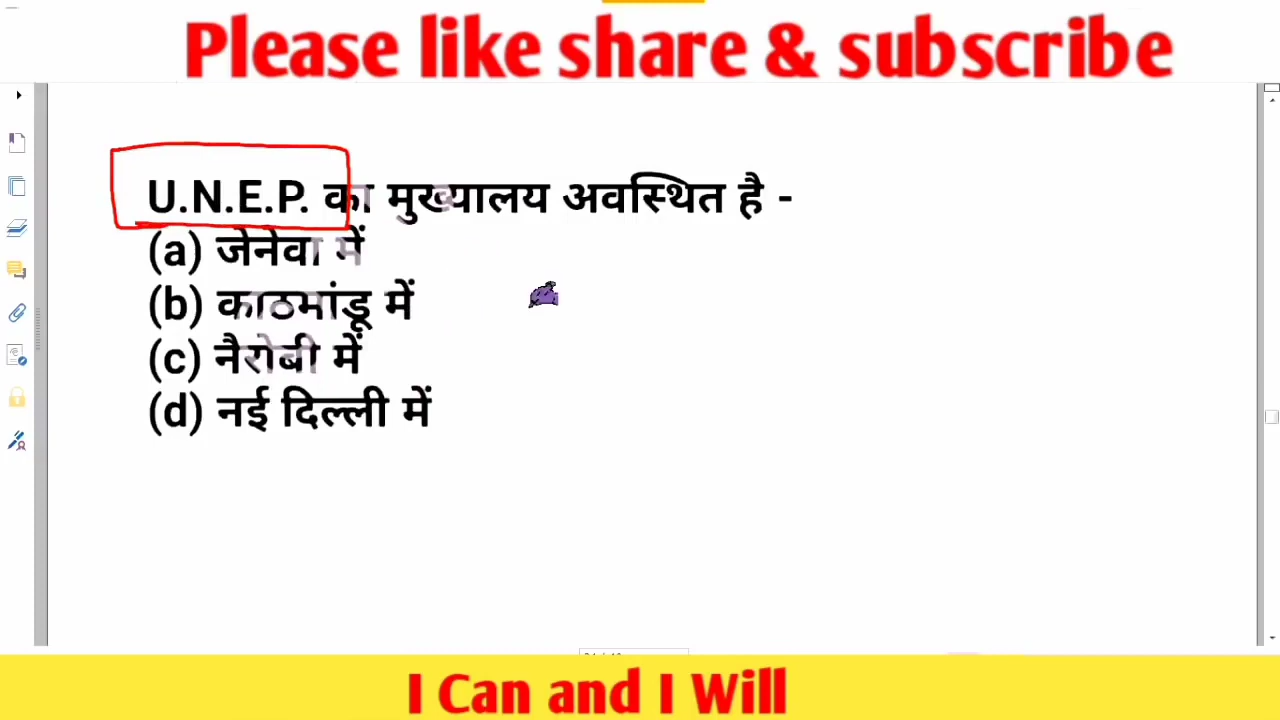 Please like share & subscribe
U.N.E.P. का मुख्यालय अवस्थित है -
(a) जेनेवा में
(b) काठमांडू में
(c) नैरोबी में
(d) नई दिल्ली में
I Can and I Will